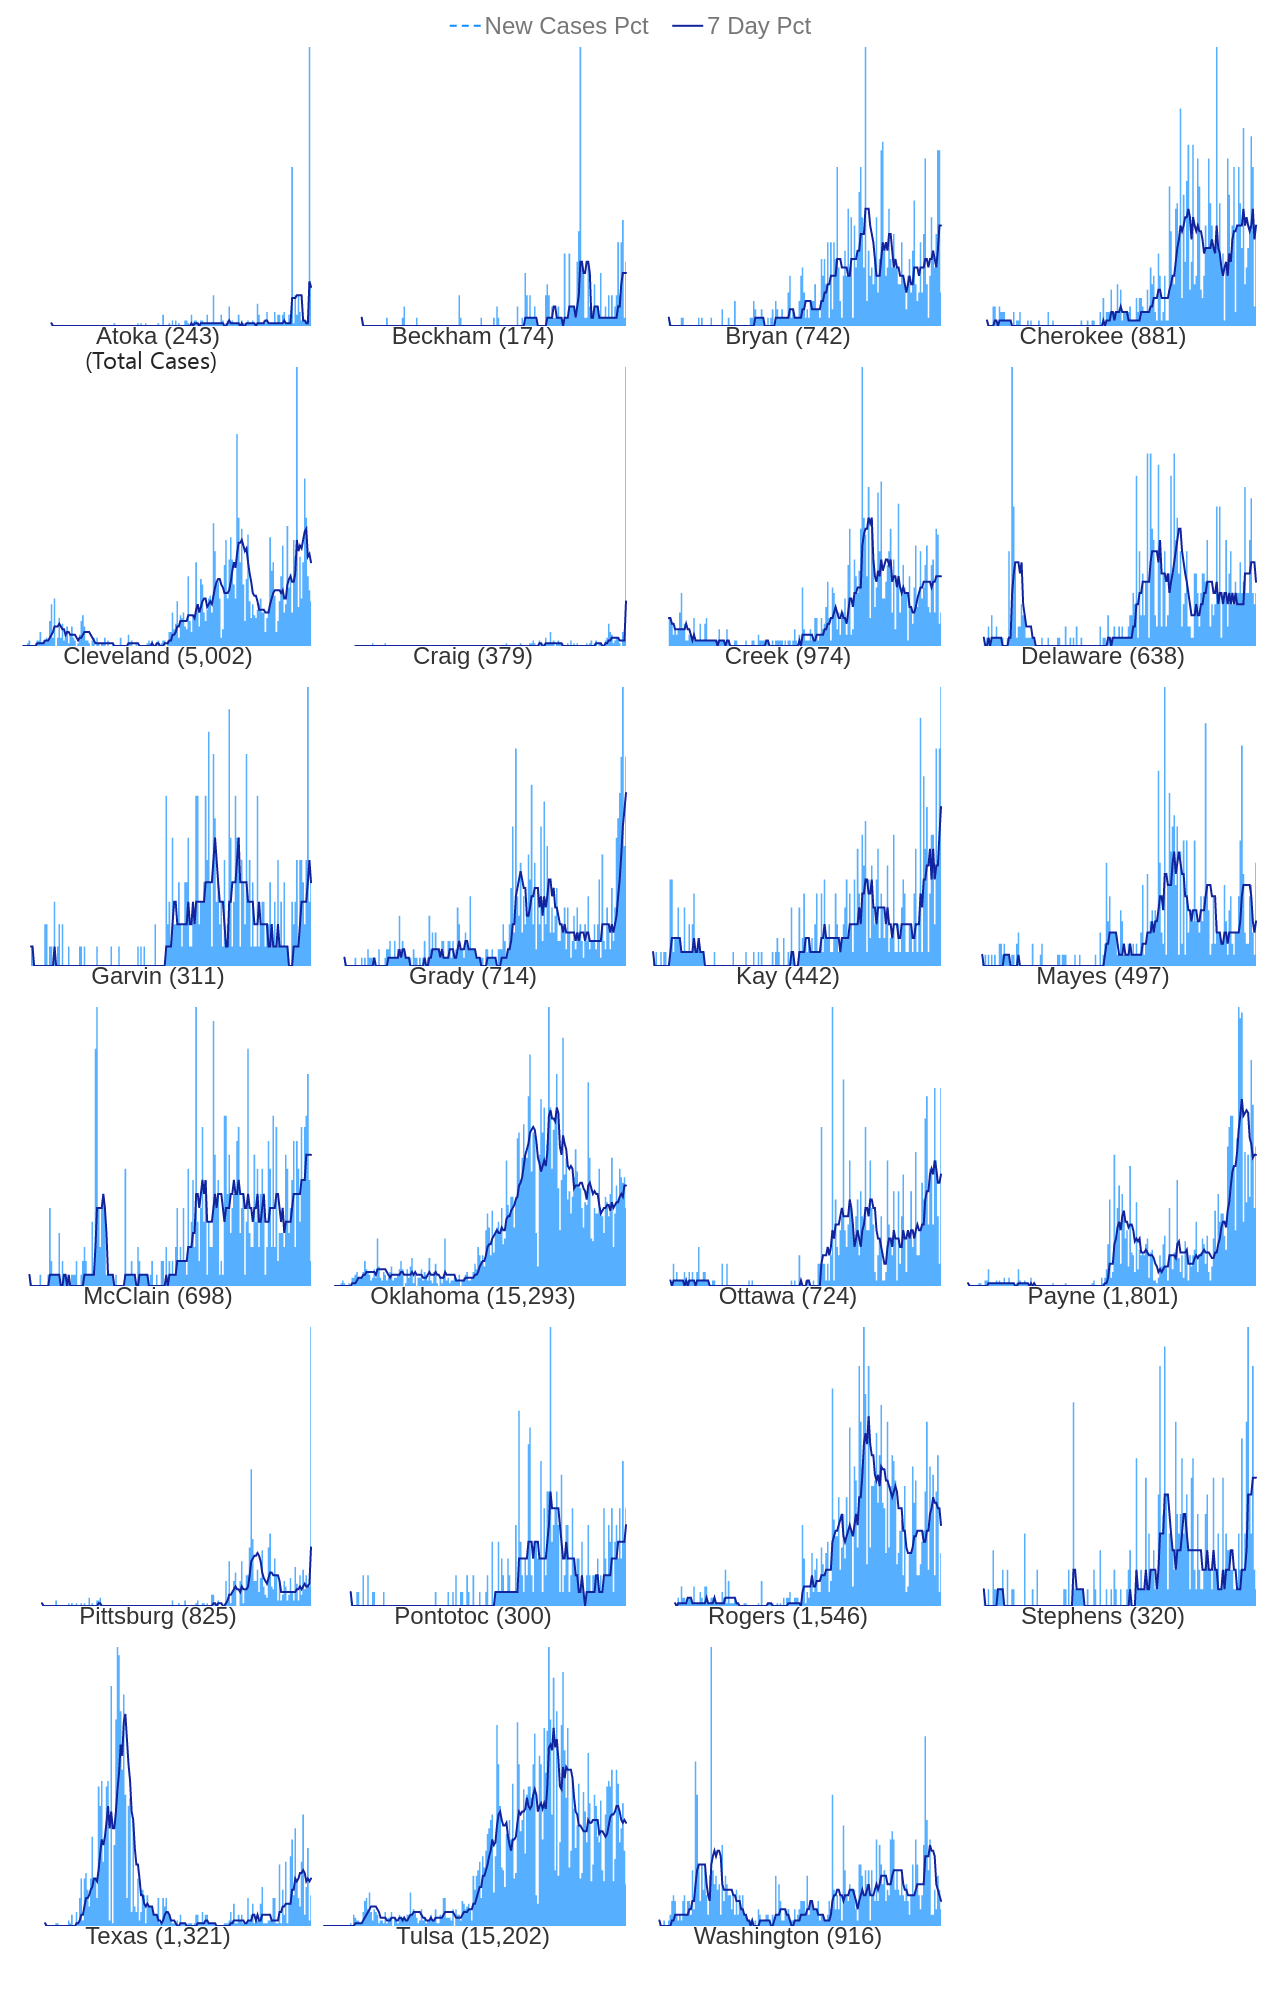 New Cases Pct 7 Day Pct
Atoka (243) Beckham (174) Bryan (742) Cherokee (881)
(Total Cases)
Cleveland (5,002) Craig (379) Creek (974) Delaware (638)
Garvin (311) Grady (714) Kay (442) Mayes (497)
McClain (698) Oklahoma (15,293) Ottawa (724) Payne (1,801)
Pittsburg (825) Pontotoc (300) Rogers (1,546) Stephens (320)
Texas (1,321) Tulsa (15,202) Washington (916)